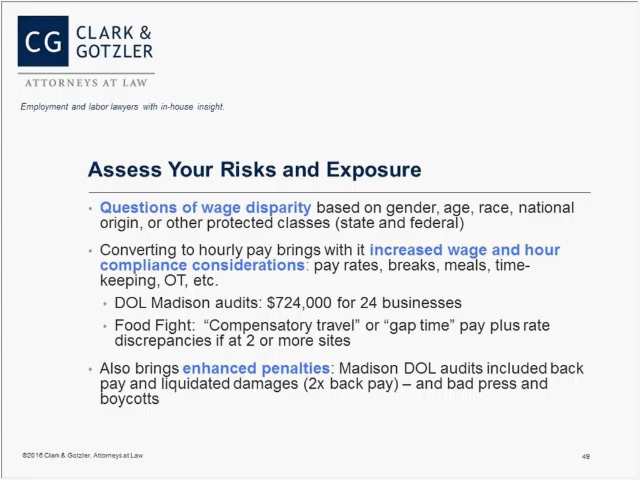 CG CLARK &
GOTZLER
ATTORNEYS AT LAW
Employment and labor lawyers with in-house insight.
Assess Your Risks and Exposure
• Questions of wage disparity based on gender, age, race, national
origin, or other protected classes (state and federal)
• Converting to hourly pay brings with it increased wage and hour
compliance considerations: pay rates, breaks, meals, time-
keeping, OT, etc.
• DOL Madison audits: $724,000 for 24 businesses
• Food Fight: “Compensatory travel” or “gap time” pay plus rate
discrepancies if at 2 or more sites
• Also brings enhanced penalties: Madison DOL audits included back
pay and liquidated damages (2x back pay) – and bad press and
boycotts
©2016 Clark & Gotzler, Attorneys at Law
49